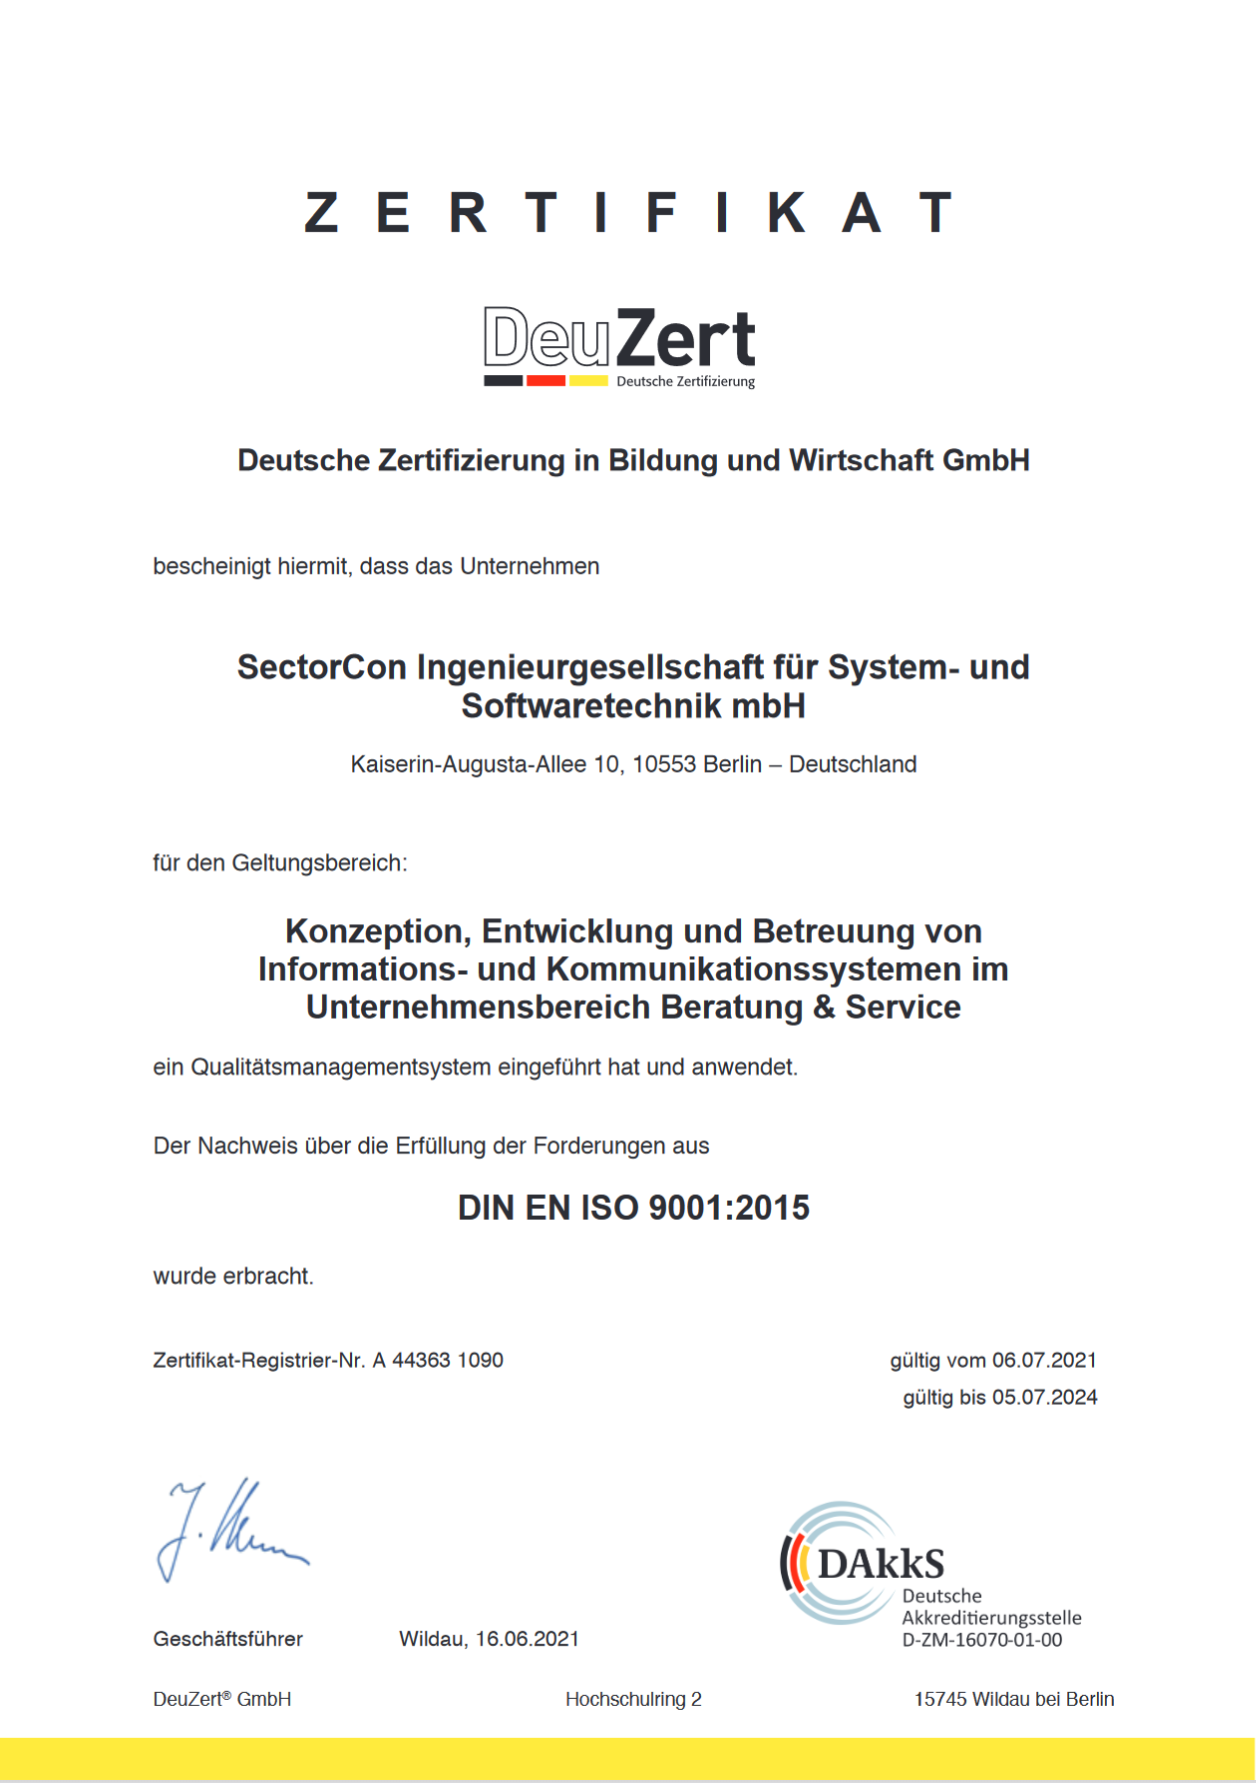 ZERTIFIKAT
DeuZert
Deutsche Zertifizierung
Deutsche Zertifizierung in Bildung und Wirtschaft GmbH
bescheinigt hiermit, dass das Unternehmen
SectorCon Ingenieurgesellschaft für System- und
Softwaretechnik mbH
Kaiserin-Augusta-Allee 10, 10553 Berlin – Deutschland
für den Geltungsbereich:
Konzeption, Entwicklung und Betreuung von
Informations- und Kommunikationssystemen im
Unternehmensbereich Beratung & Service
ein Qualitätsmanagementsystem eingeführt hat und anwendet.
Der Nachweis über die Erfüllung der Forderungen aus
DIN EN ISO 9001:2015
wurde erbracht.
Zertifikat-Registrier-Nr. A 44363 1090 gültig vom 06.07.2021
gültig bis 05.07.2024
DAkkS
Deutsche
Akkreditierungsstelle
D-ZM-16070-01-00
Geschäftsführer Wildau, 16.06.2021
DeuZert® GmbH Hochschulring 2 15745 Wildau bei Berlin